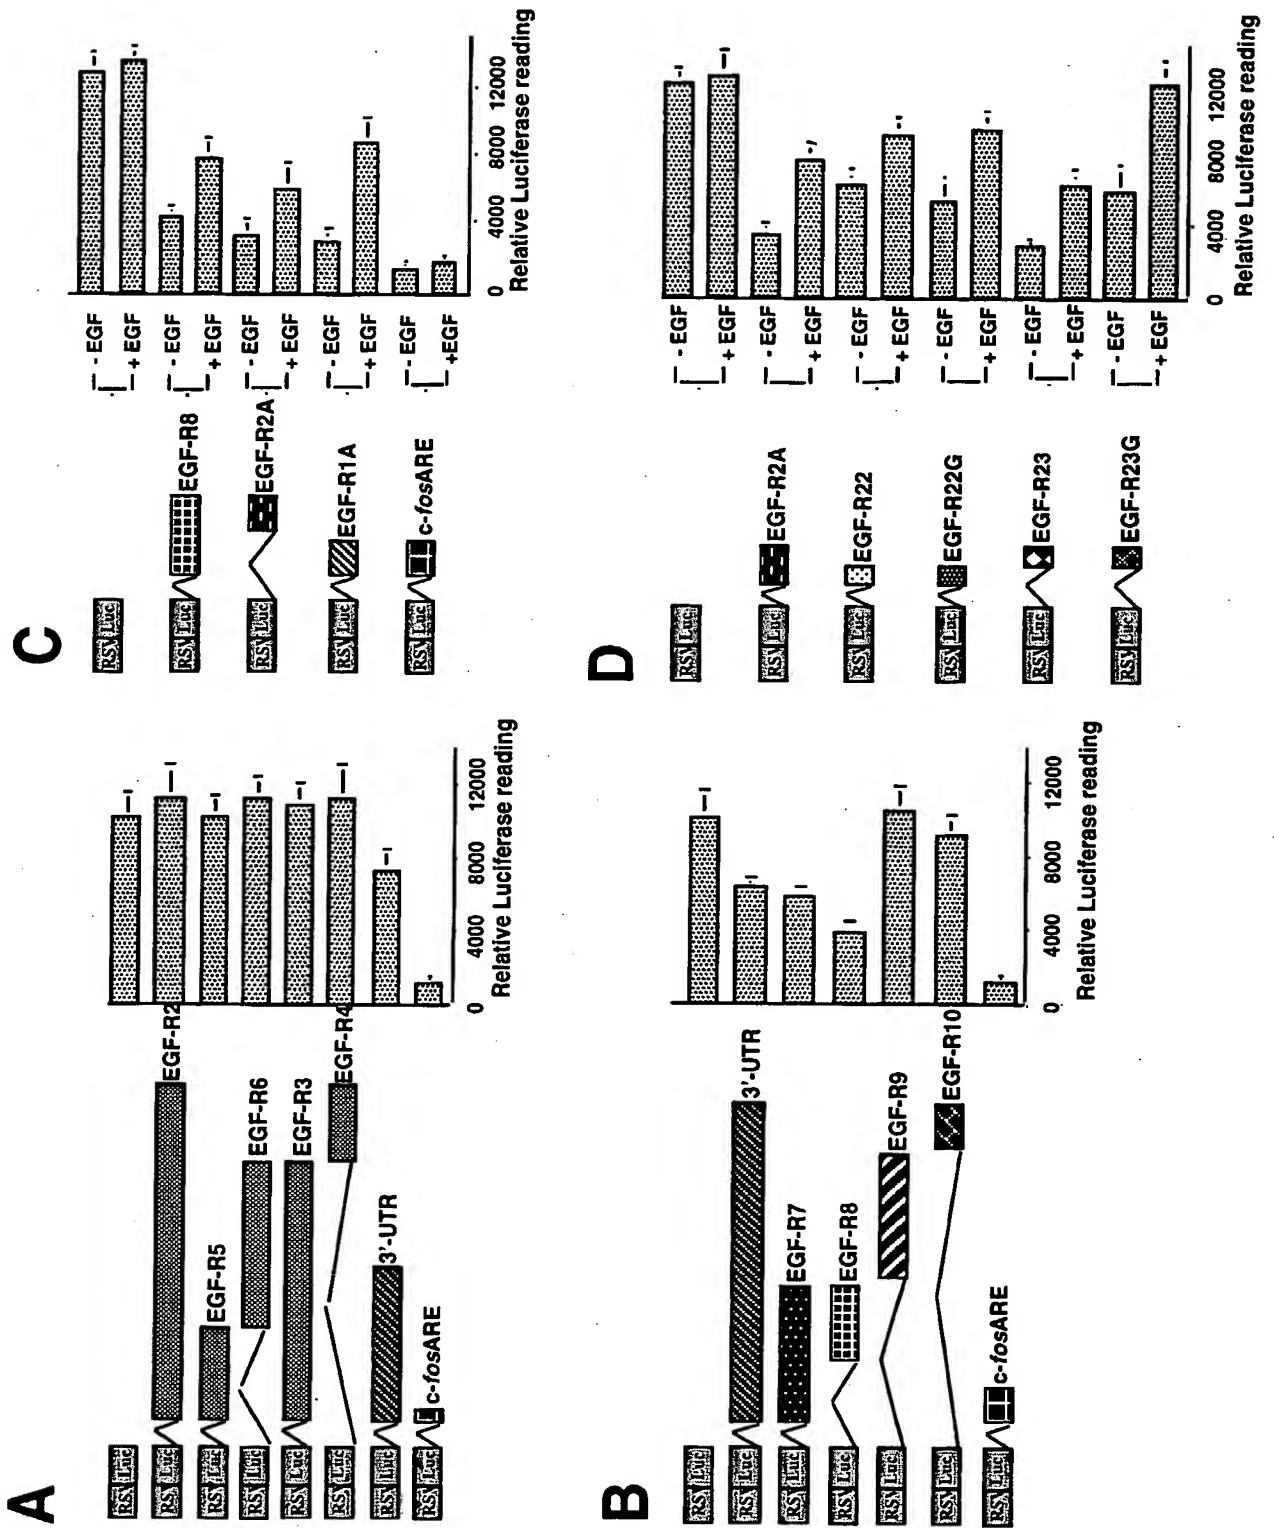 A
RSV Luc
RSV Luc EGF-R2
RSV Luc EGF-R5
RSV Luc EGF-R6
RSV Luc EGF-R3
RSV Luc EGF-R4
RSV Luc 3'-UTR
RSV Luc c-fosARE
0 4000 8000 12000
Relative Luciferase reading
B
RSV Luc
RSV Luc 3'-UTR
RSV Luc EGF-R7
RSV Luc EGF-R8
RSV Luc EGF-R9
RSV Luc EGF-R10
RSV Luc c-fosARE
0 4000 8000 12000
Relative Luciferase reading
C
RSV Luc - EGF
+ EGF
RSV Luc EGF-R8 - EGF
+ EGF
RSV Luc EGF-R2A - EGF
+ EGF
RSV Luc EGF-R1A - EGF
+ EGF
RSV Luc c-fosARE - EGF
+EGF
0 4000 8000 12000
Relative Luciferase reading
D
RSV Luc - EGF
+ EGF
RSV Luc EGF-R2A - EGF
+ EGF
RSV Luc EGF-R22 - EGF
+ EGF
RSV Luc EGF-R22G - EGF
+ EGF
RSV Luc EGF-R23 - EGF
+ EGF
RSV Luc EGF-R23G - EGF
+ EGF
0 4000 8000 12000
Relative Luciferase reading